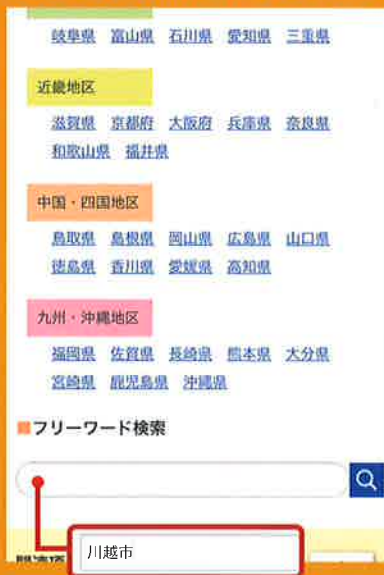 岐阜県 富山県 石川県 愛知県 三重県
近畿地区
滋賀県 京都府 大阪府 兵庫県 奈良県
和歌山県 福井県
中国・四国地区
鳥取県 島根県 岡山県 広島県 山口県
徳島県 香川県 愛媛県 高知県
九州・沖縄地区
福岡県 佐賀県 長崎県 熊本県 大分県
宮崎県 鹿児島県 沖縄県
■フリーワード検索
川越市